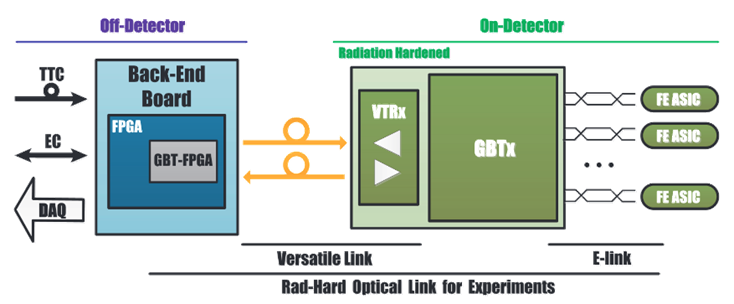 Off-Detector
On-Detector
Radiation Hardened
TTC
EC
DAQ
Back-End
Board
FPGA
GBT-FPGA
VTRx
GBTx
FE ASIC
FE ASIC
FE ASIC
Versatile Link
E-link
Rad-Hard Optical Link for Experiments